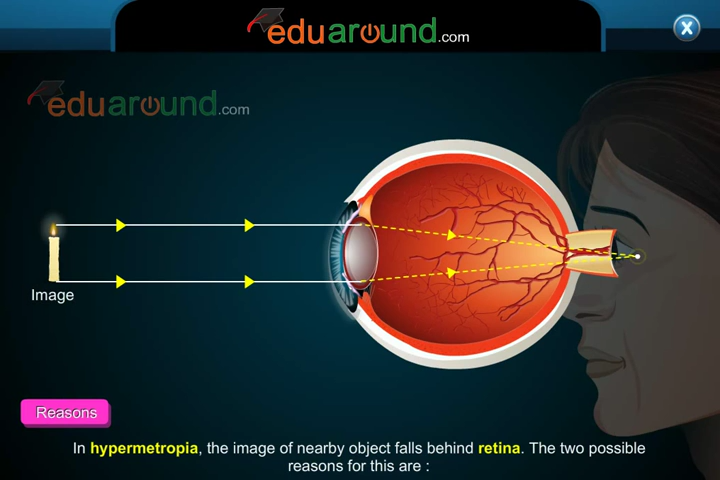 eduaround.com
eduaround.com
Image
Reasons
In hypermetropia, the image of nearby object falls behind retina. The two possible
reasons for this are :